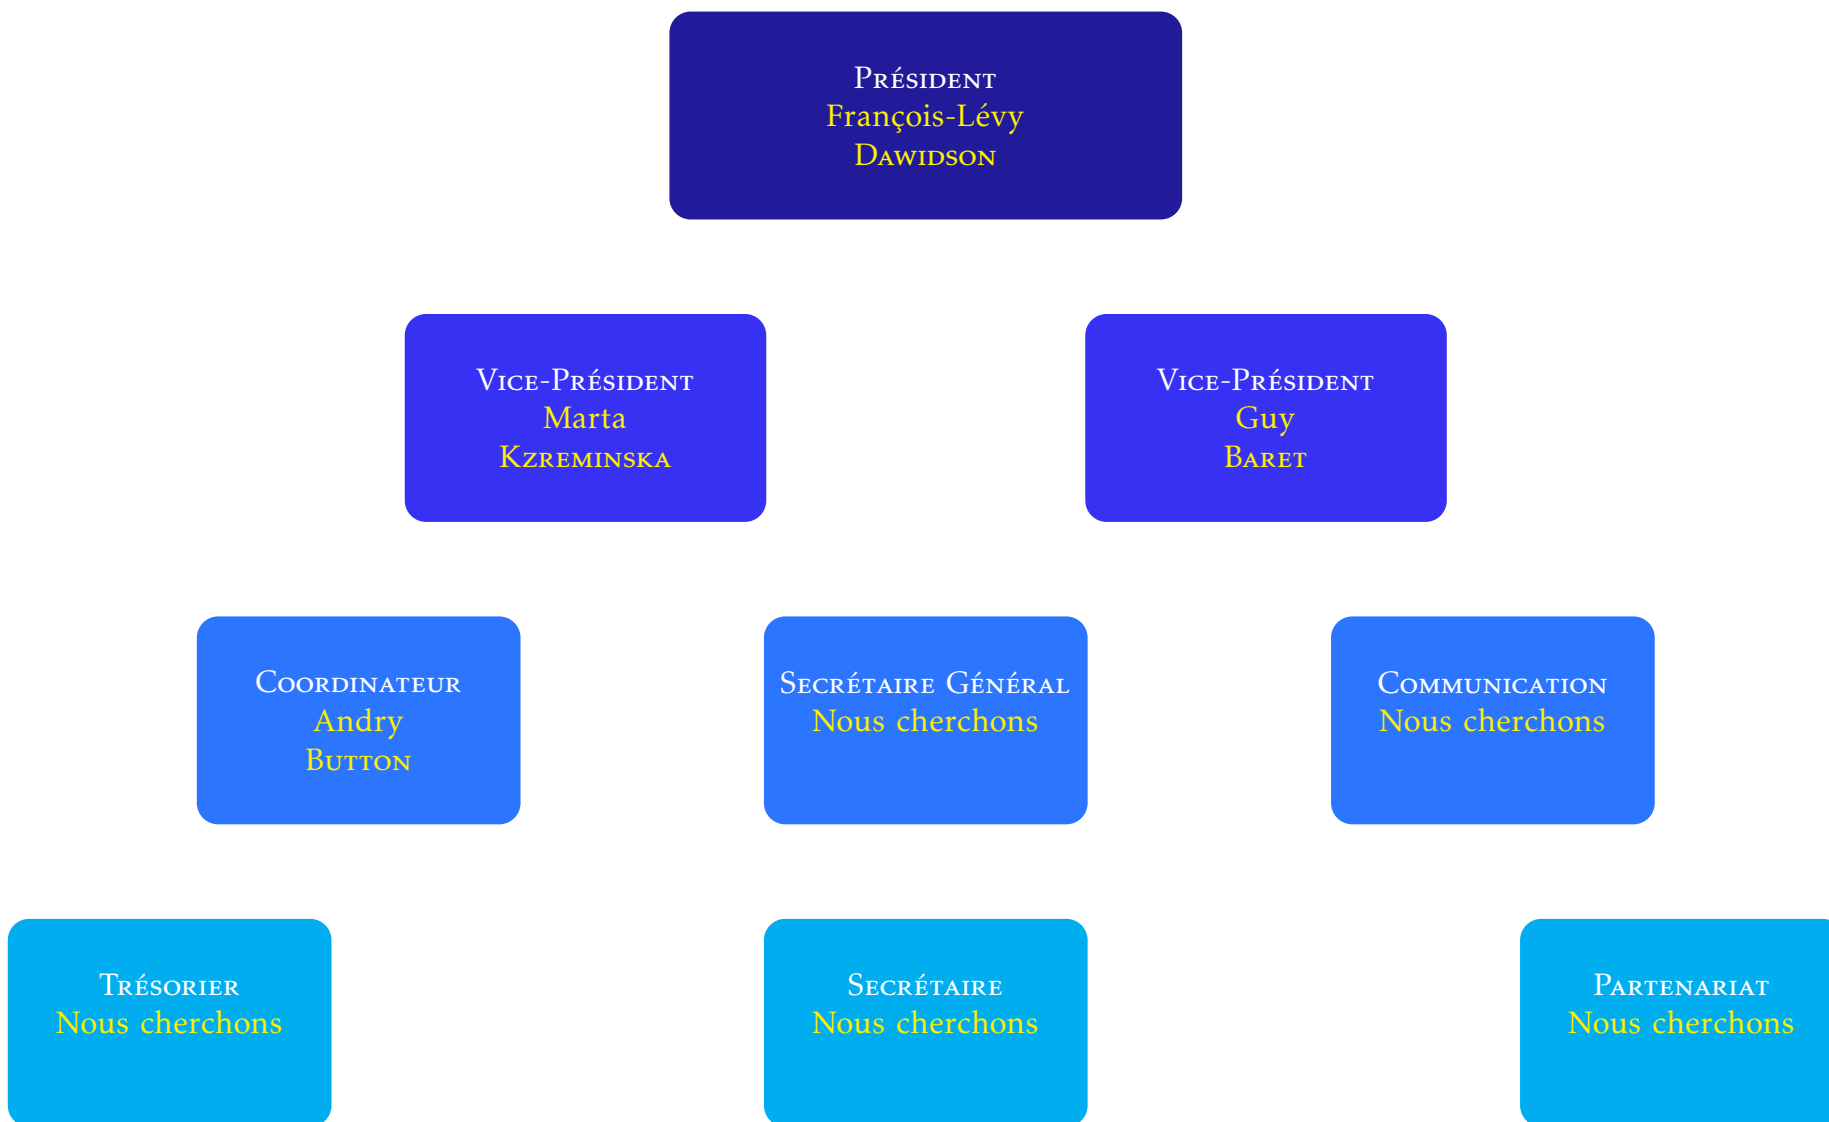 Président
François-Lévy
Dawidson
Vice-Président
Marta
Kzreminska
Vice-Président
Guy
Baret
Coordinateur
Andry
Button
Secrétaire Général
Nous cherchons
Communication
Nous cherchons
Trésorier
Nous cherchons
Secrétaire
Nous cherchons
Partenariat
Nous cherchons